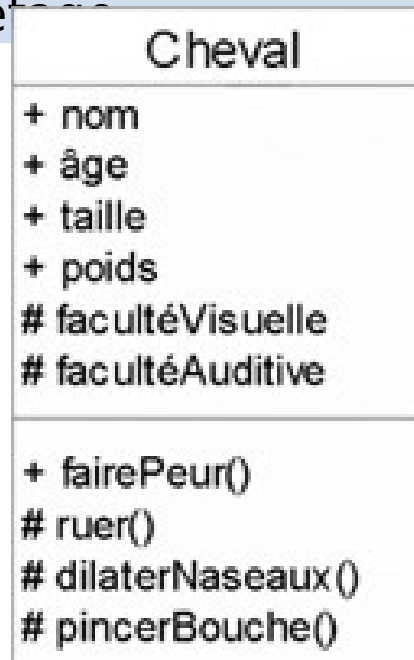 Cheval
+ nom
+ âge
+ taille
+ poids
# facultéVisuelle
# facultéAuditive
+ fairePeur()
# ruer()
# dilaterNaseaux()
# pincerBouche()